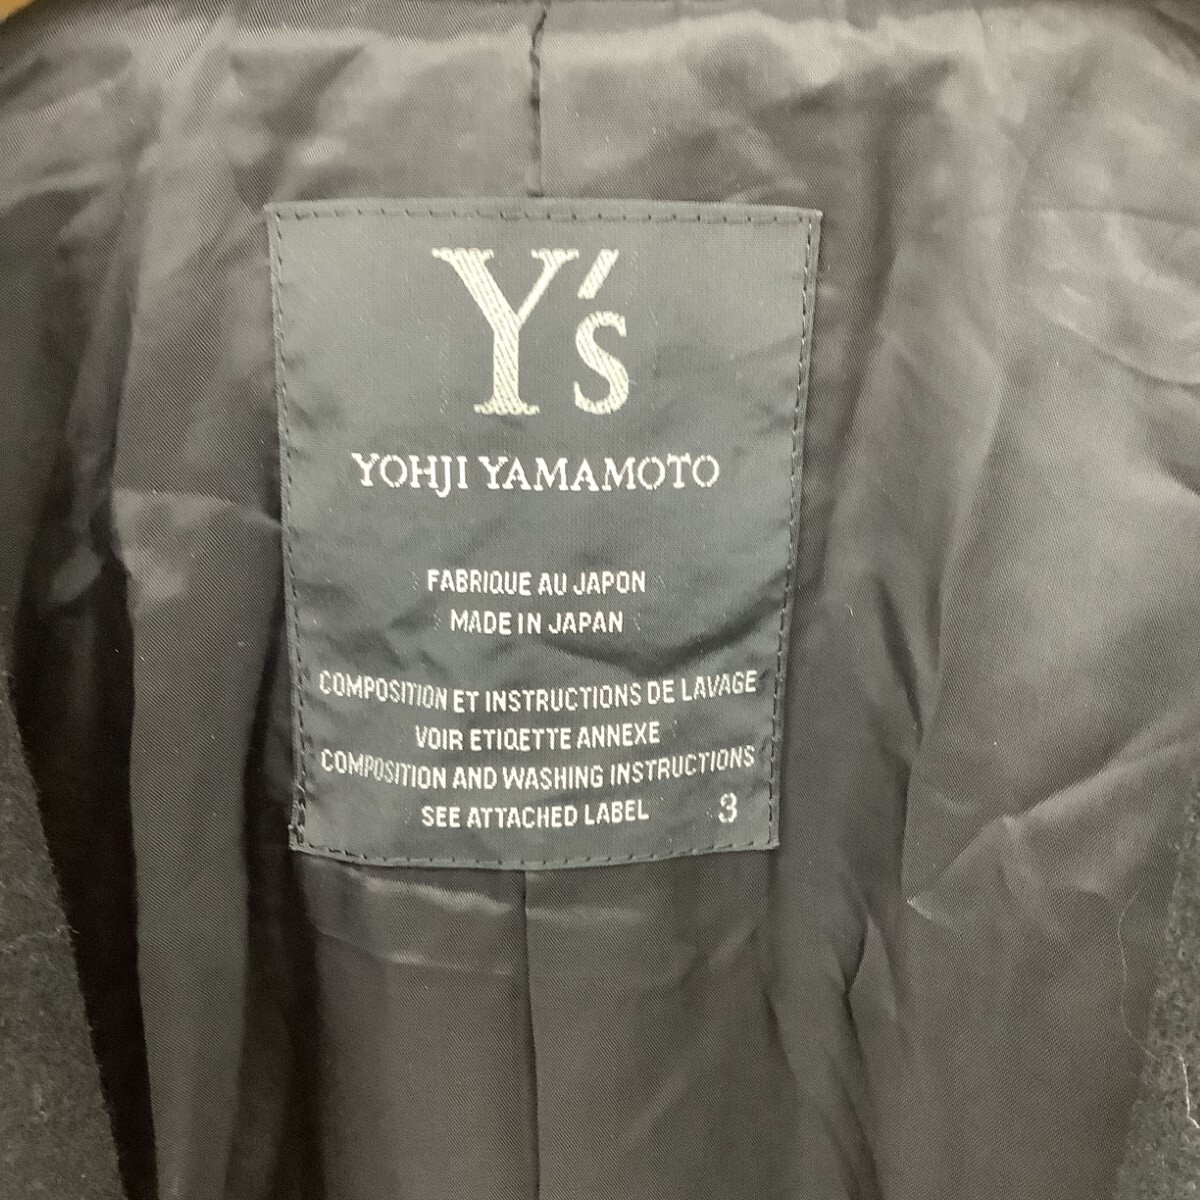 Y's
YOHJI YAMAMOTO
FABRIQUE AU JAPON
MADE IN JAPAN
COMPOSITION ET INSTRUCTIONS DE LAVAGE
VOIR ETIQETTE ANNEXE
COMPOSITION AND WASHING INSTRUCTIONS
SEE ATTACHED LABEL 3